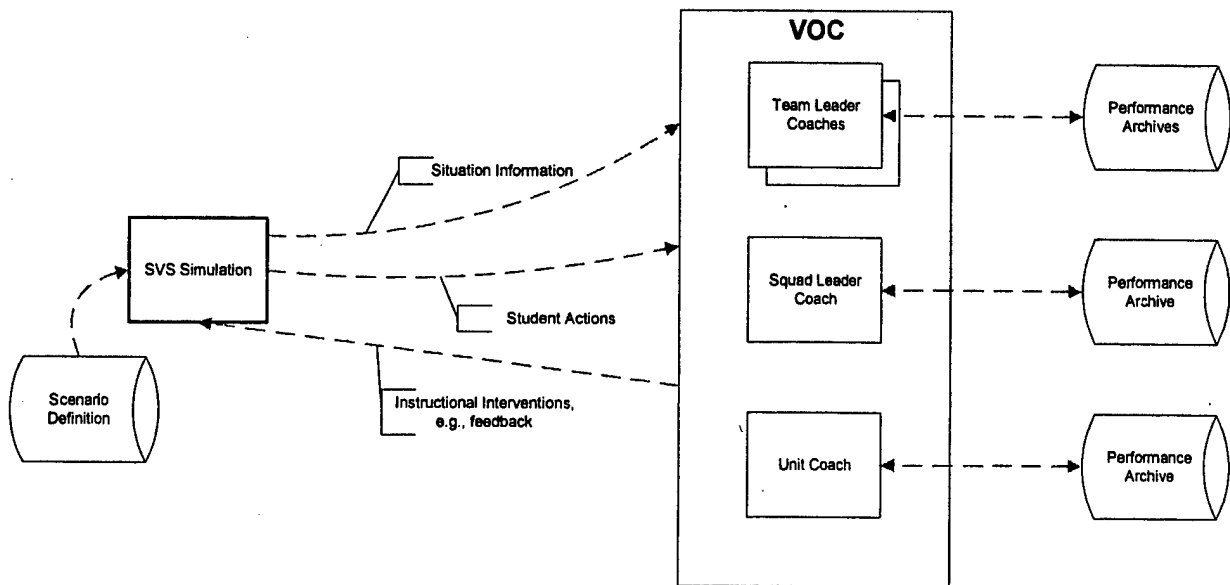 VOC
Team Leader
Coaches
Performance
Archives
Situation Information
SVS Simulation
Squad Leader
Coach
Performance
Archive
Student Actions
Scenario
Definition
Instructional Interventions,
e.g., feedback
Unit Coach
Performance
Archive